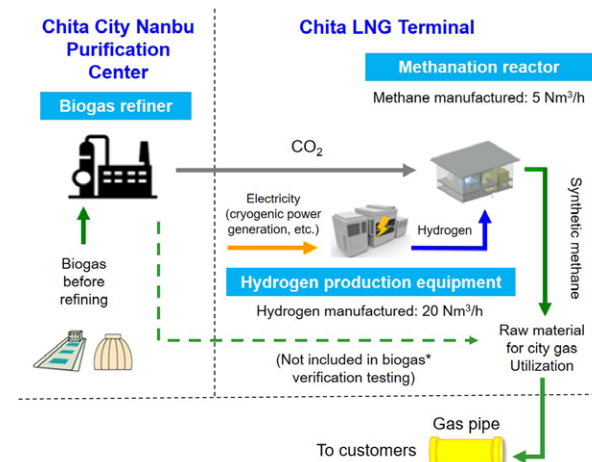 Chita City Nanbu
Purification
Center
Biogas refiner
Biogas
before
refining
Chita LNG Terminal
Methanation reactor
Methane manufactured: 5 Nm³/h
CO₂
Electricity
(cryogenic power
generation, etc.)
Hydrogen
Synthetic methane
Hydrogen production equipment
Hydrogen manufactured: 20 Nm³/h
(Not included in biogas*
verification testing)
Raw material
for city gas
Utilization
Gas pipe
To customers